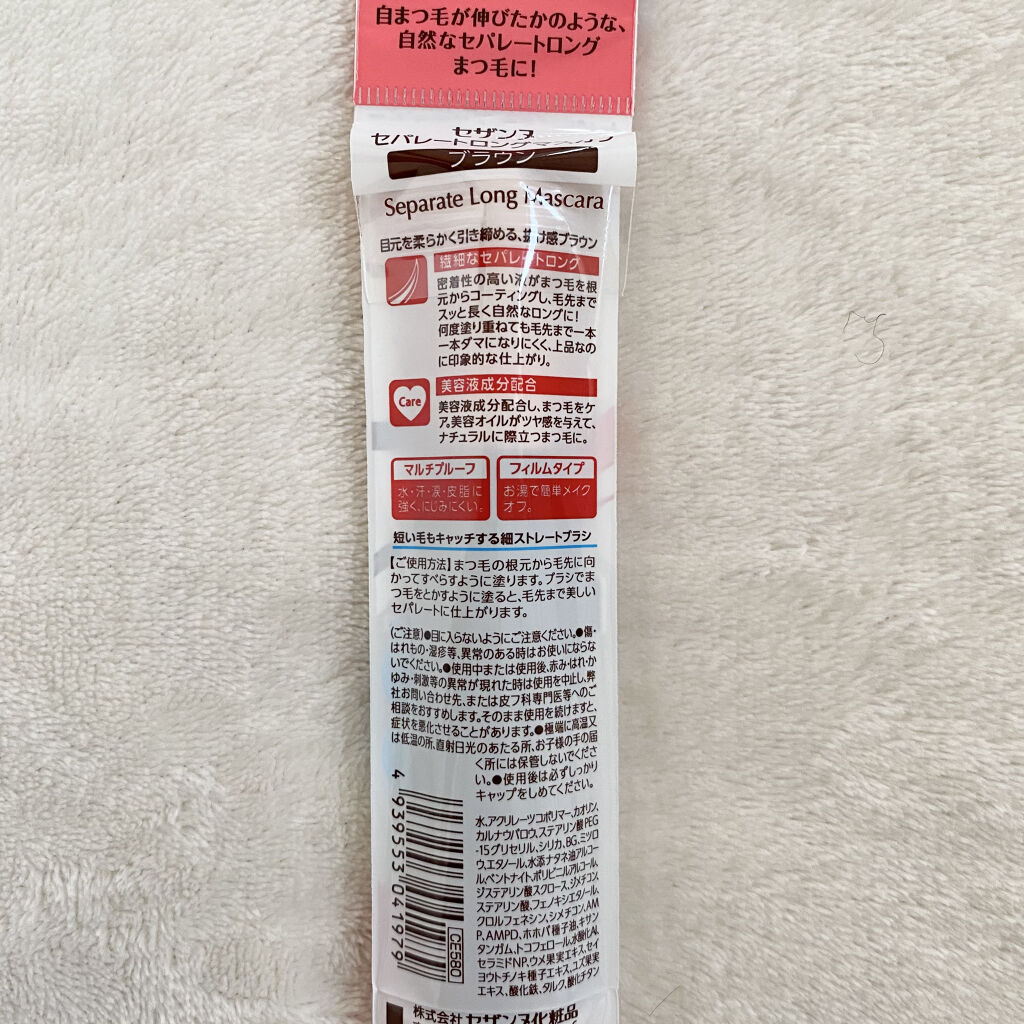 自まつ毛が伸びたかのような、
自然なセパレートロング
まつ毛に!
セザンヌ
セパレートロングマスカラ
ブラウン
Separate Long Mascara
目元を柔らかく引き締める、抜け感ブラウン
繊細なセパレートロング
密着性の高い液がまつ毛を根
元からコーティングし、毛先まで
スッと長く自然なロングに!
何度塗り重ねても毛先まで一本
一本ダマになりにくく、上品なの
に印象的な仕上がり。
Care
美容液成分配合
美容液成分配合し、まつ毛をケ
ア。美容オイルがツヤ感を与えて、
ナチュラルに際立つまつ毛に。
マルチプルーフ
水・汗・涙・皮脂に
強く、にじみにくい。
フィルムタイプ
お湯で簡単メイク
オフ。
短い毛もキャッチする細ストレートブラシ
【ご使用方法】まつ毛の根元から毛先に向
かってすべらすように塗ります。ブラシでま
つ毛をとかすように塗ると、毛先まで美しい
セパレートに仕上がります。
(ご注意)●目に入らないようにご注意ください。●傷・
はれもの・湿疹等、異常のある時はお使いにならな
いでください。●使用中または使用後、赤み・はれ・か
ゆみ・刺激等の異常が現れた時は使用を中止し、弊
社お問い合わせ先、または皮フ科専門医等へのご
相談をおすすめします。そのまま使用を続けますと、
症状を悪化させることがあります。●極端に高温又
は低温の所、直射日光のあたる所、お子様の手の届
く所には保管しないでくださ
い。●使用後は必ずしっかり
キャップをしめてください。
水、アクリレーツコポリマー、カオリン、
カルナウバロウ、ステアリン酸PEG
-15グリセリル、シリカ、BG、ミツロ
ウ、エタノール、水添ナタネ油アルコー
ル、ベントナイト、ポリビニルアルコール、
ジステアリン酸スクロース、ジメチコン、
ステアリン酸、フェノキシエタノール、
クロルフェネシン、シメチコン、AM
P、AMPD、ホホバ種子油、キサン
タンガム、トコフェロール、水酸化Al、
セラミドNP、ウメ果実エキス、セイ
ヨウトチノキ種子エキス、ユズ果実
エキス、酸化鉄、タルク、酸化チタン
4 939553 041979
CE580
株式会社 セザンヌ化粧品